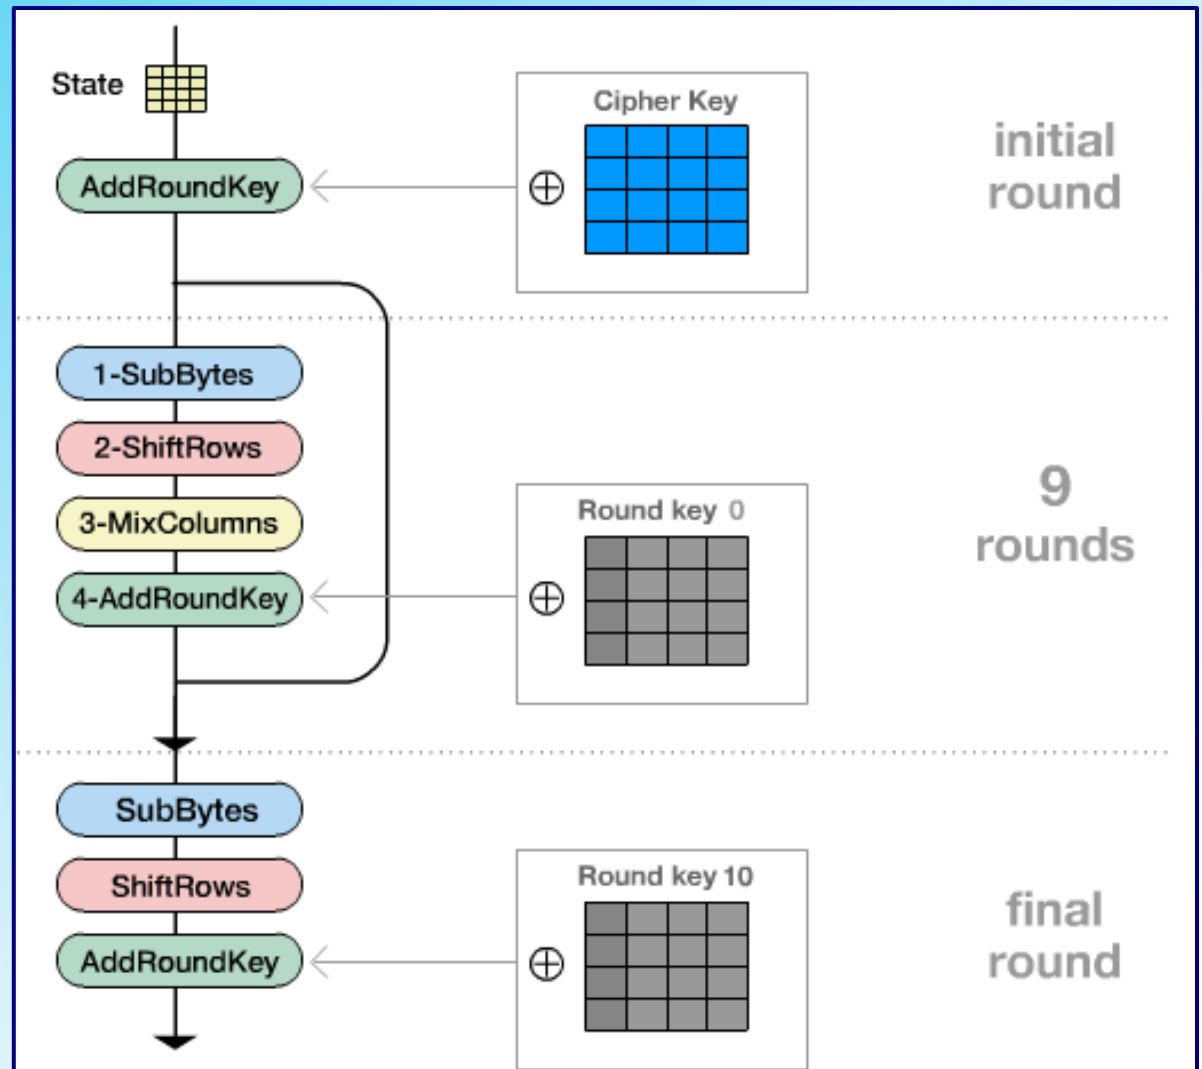 State
Cipher Key
initial
round
AddRoundKey
1-SubBytes
2-ShiftRows
3-MixColumns
4-AddRoundKey
Round key 0
9
rounds
SubBytes
ShiftRows
AddRoundKey
Round key 10
final
round